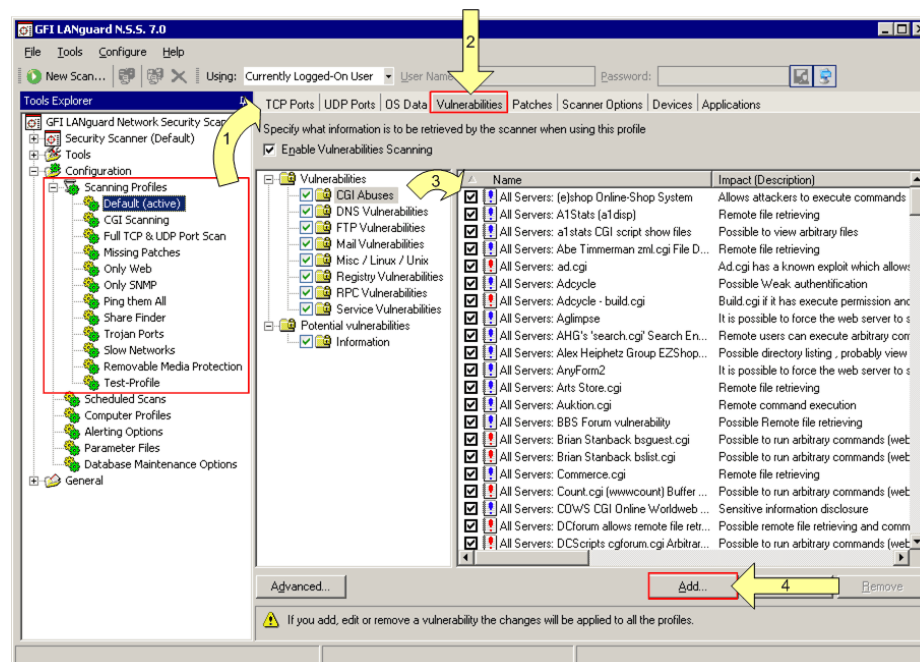 GFI LANguard N.S.S. 7.0
File Tools Configure Help
New Scan... Using: Currently Logged-On User User Name Password:
Tools Explorer
GFI LANguard Network Security Scan
Security Scanner (Default)
Tools
Configuration
Scanning Profiles
Default (active)
CGI Scanning
Full TCP & UDP Port Scan
Missing Patches
Only Web
Only SNMP
Ping them All
Share Finder
Trojan Ports
Slow Networks
Removable Media Protection
Test-Profile
Scheduled Scans
Computer Profiles
Alerting Options
Parameter Files
Database Maintenance Options
General
1
2
TCP Ports UDP Ports OS Data Vulnerabilities Patches Scanner Options Devices Applications
Specify what information is to be retrieved by the scanner when using this profile
Enable Vulnerabilities Scanning
Vulnerabilities
CGI Abuses
DNS Vulnerabilities
FTP Vulnerabilities
Mail Vulnerabilities
Misc / Linux / Unix
Registry Vulnerabilities
RPC Vulnerabilities
Service Vulnerabilities
Potential vulnerabilities
Information
3
Name Impact (Description)
All Servers: (e)shop Online-Shop System Allows attackers to execute commands
All Servers: A1Stats (a1disp) Remote file retrieving
All Servers: a1stats CGI script show files Possible to view arbitrary files
All Servers: Abe Timmerman zml.cgi File D... Remote file retrieving
All Servers: ad.cgi Ad.cgi has a known exploit which allows
All Servers: Adcycle Possible Weak authentification
All Servers: Adcycle - build.cgi Build.cgi if it has execute permission and
All Servers: Aglimpse It is possible to force the web server to s
All Servers: AHG's 'search.cgi' Search En... Remote users can execute arbitrary com
All Servers: Alex Heiphetz Group EZShop... Possible directory listing , probably view
All Servers: AnyForm2 It is possible to force the web server to s
All Servers: Arts Store.cgi Remote file retrieving
All Servers: Auktion.cgi Remote command execution
All Servers: BBS Forum vulnerability Possible Remote file retrieving
All Servers: Brian Stanback bsguest.cgi Possible to run arbitrary commands (web
All Servers: Brian Stanback bslist.cgi Possible to run arbitrary commands (web
All Servers: Commerce.cgi Remote file retrieving
All Servers: Count.cgi (wwwcount) Buffer ... Possible to run arbitrary commands (web
All Servers: COWS CGI Online Worldweb ... Sensitive information disclosure
All Servers: DCforum allows remote file retr... Possible remote file retrieving and comm
All Servers: DCScripts cgforum.cgi Arbitrar... Possible to run arbitrary commands (web
Advanced... Add... 4 Remove
If you add, edit or remove a vulnerability the changes will be applied to all the profiles.